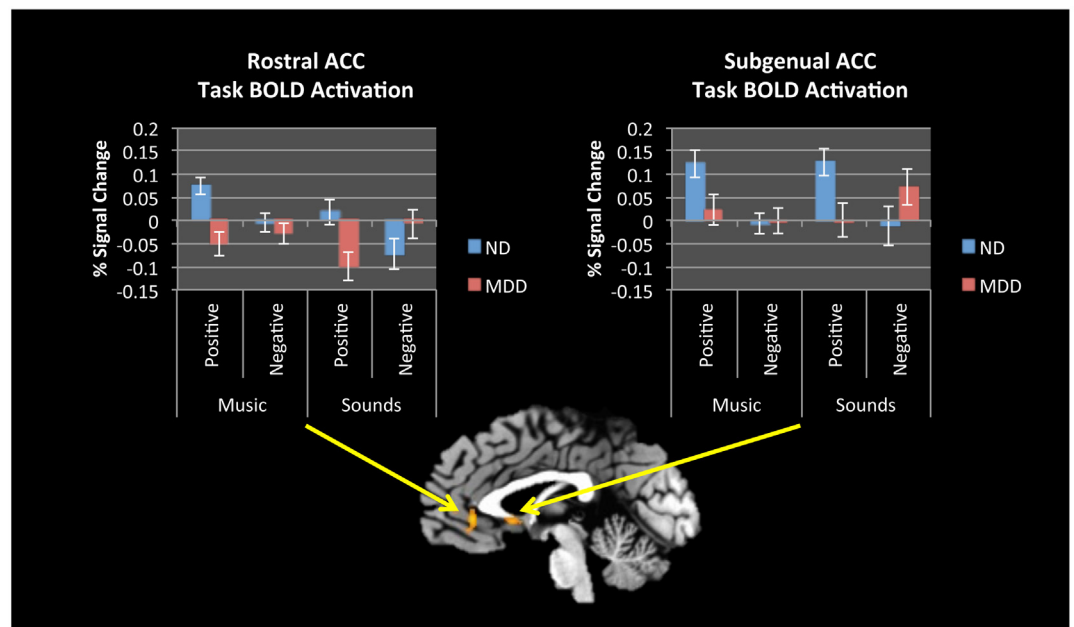 Rostral ACC
Task BOLD Activation
% Signal Change
0.2
0.15
0.1
0.05
0
-0.05
-0.1
-0.15
Positive
Negative
Positive
Negative
Music
Sounds
ND
MDD
Subgenual ACC
Task BOLD Activation
% Signal Change
0.2
0.15
0.1
0.05
0
-0.05
-0.1
-0.15
Positive
Negative
Positive
Negative
Music
Sounds
ND
MDD